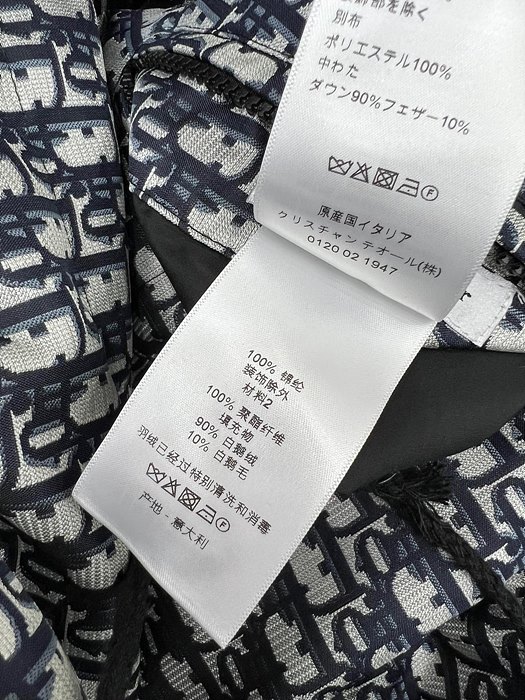 飾部を除く
別布
ポリエステル100%
中わた
ダウン90%フェザー10%
F
原産国イタリア
クリスチャン デオール(株)
0120 02 1947
100% 锦纶
装饰除外
材料2
100% 聚酯纤维
填充物
90% 白鹅绒
10% 白鹅毛
羽绒已经过特别清洗和消毒
F
产地 - 意大利